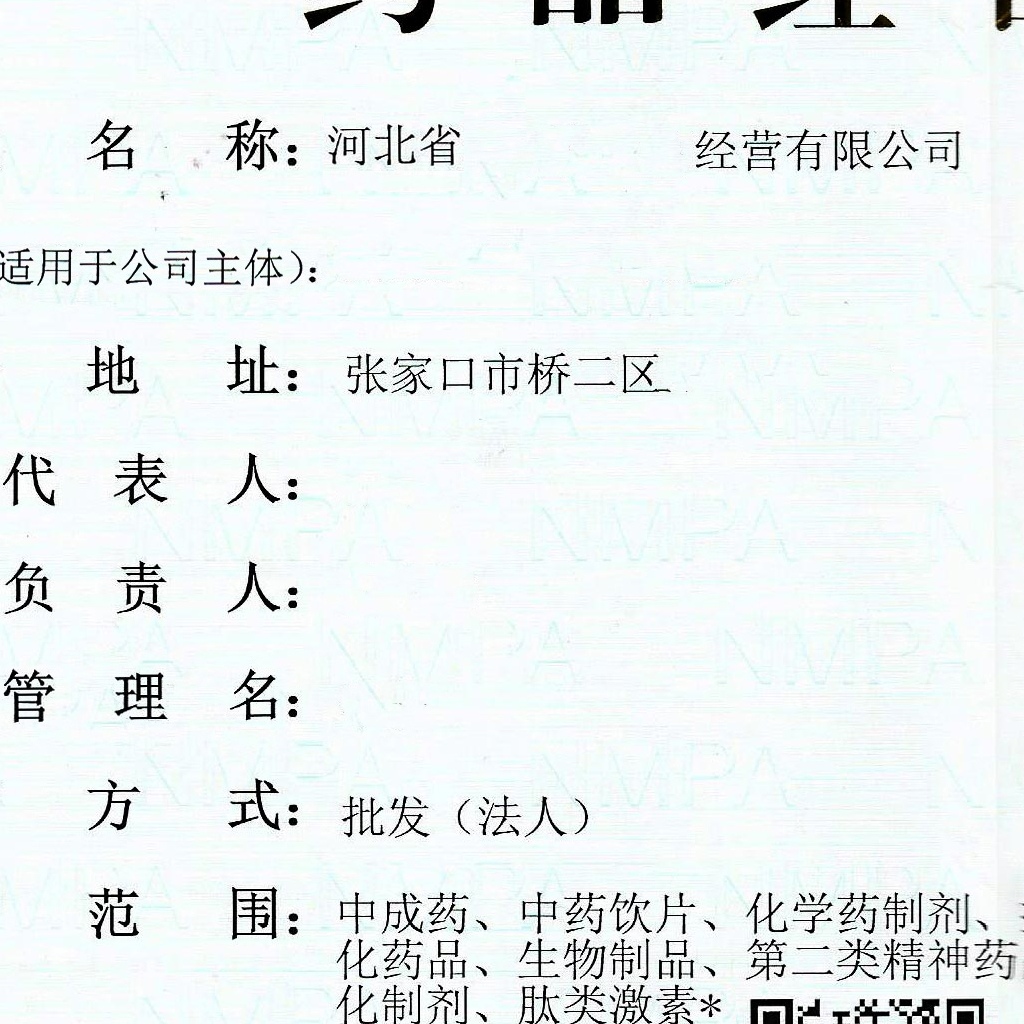 药品经
名 称：河北省 经营有限公司
适用于公司主体）：
地 址：张家口市桥二区
代 表 人：
负 责 人：
管 理 名：
方 式：批发（法人）
范 围：中成药、中药饮片、化学药制剂、
化药品、生物制品、第二类精神药
化制剂、肽类激素*